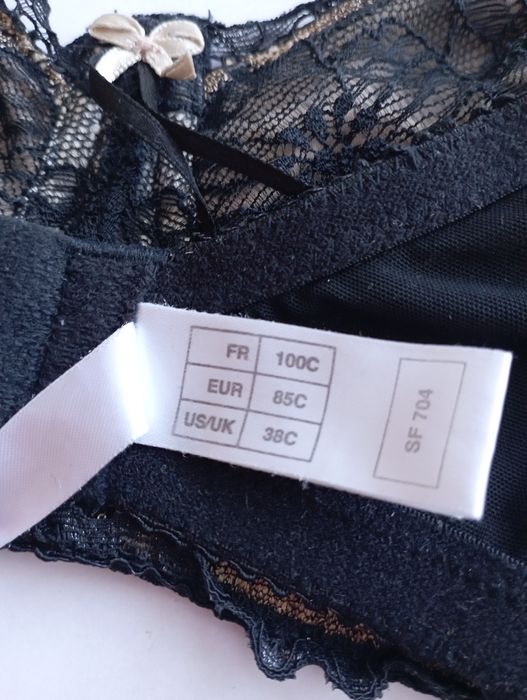 FR 100C
EUR 85C
US/UK 38C
SF 704